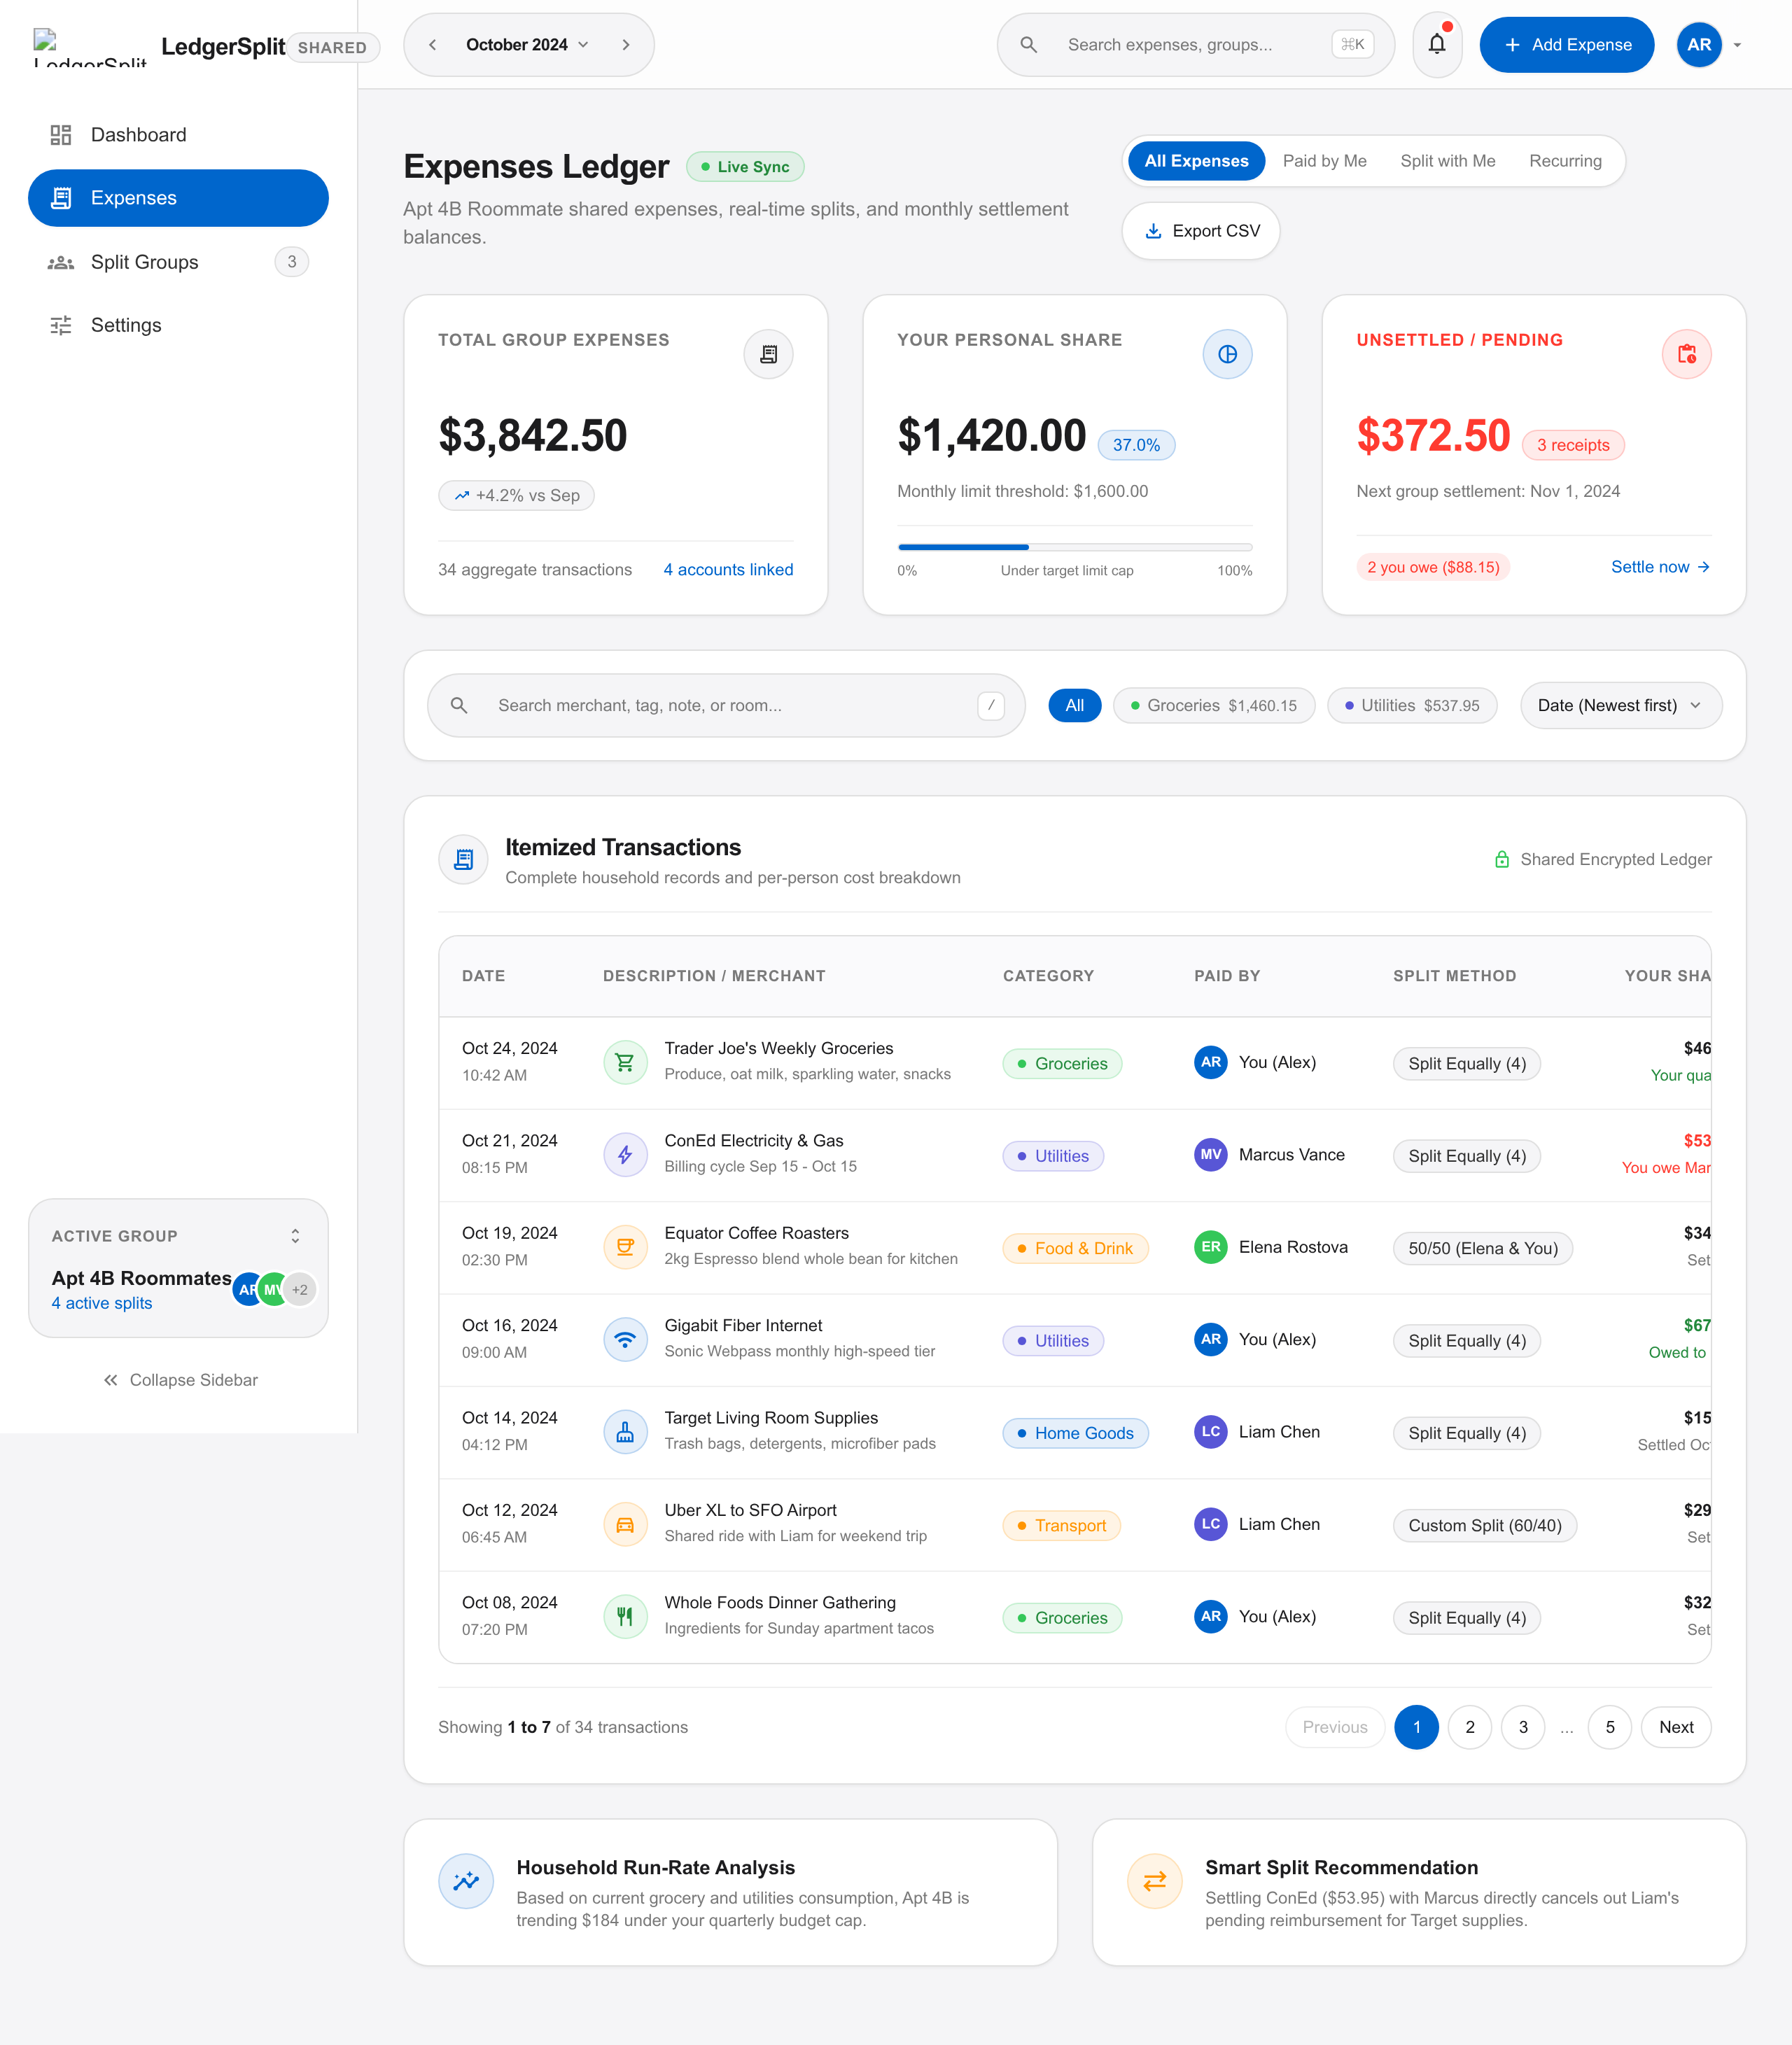 LedgerSplit
LedgerSplit SHARED
Dashboard
Expenses
Split Groups 3
Settings
ACTIVE GROUP
Apt 4B Roommates
4 active splits
AR MV +2
Collapse Sidebar
October 2024
Search expenses, groups... ⌘K
+ Add Expense
AR
Expenses Ledger
Live Sync
Apt 4B Roommate shared expenses, real-time splits, and monthly settlement
balances.
All Expenses Paid by Me Split with Me Recurring
Export CSV
TOTAL GROUP EXPENSES
$3,842.50
+4.2% vs Sep
34 aggregate transactions 4 accounts linked
YOUR PERSONAL SHARE
$1,420.00 37.0%
Monthly limit threshold: $1,600.00
0% Under target limit cap 100%
UNSETTLED / PENDING
$372.50 3 receipts
Next group settlement: Nov 1, 2024
2 you owe ($88.15) Settle now →
Search merchant, tag, note, or room... /
All
Groceries $1,460.15
Utilities $537.95
Date (Newest first)
Itemized Transactions
Complete household records and per-person cost breakdown
Shared Encrypted Ledger
DATE DESCRIPTION / MERCHANT CATEGORY PAID BY SPLIT METHOD YOUR SHA
Oct 24, 2024 Trader Joe's Weekly Groceries Groceries AR You (Alex) Split Equally (4) $46
10:42 AM Produce, oat milk, sparkling water, snacks Your qua
Oct 21, 2024 ConEd Electricity & Gas Utilities MV Marcus Vance Split Equally (4) $53
08:15 PM Billing cycle Sep 15 - Oct 15 You owe Mar
Oct 19, 2024 Equator Coffee Roasters Food & Drink ER Elena Rostova 50/50 (Elena & You) $34
02:30 PM 2kg Espresso blend whole bean for kitchen Set
Oct 16, 2024 Gigabit Fiber Internet Utilities AR You (Alex) Split Equally (4) $67
09:00 AM Sonic Webpass monthly high-speed tier Owed to
Oct 14, 2024 Target Living Room Supplies Home Goods LC Liam Chen Split Equally (4) $15
04:12 PM Trash bags, detergents, microfiber pads Settled Oc
Oct 12, 2024 Uber XL to SFO Airport Transport LC Liam Chen Custom Split (60/40) $29
06:45 AM Shared ride with Liam for weekend trip Set
Oct 08, 2024 Whole Foods Dinner Gathering Groceries AR You (Alex) Split Equally (4) $32
07:20 PM Ingredients for Sunday apartment tacos Set
Showing 1 to 7 of 34 transactions
Previous 1 2 3 ... 5 Next
Household Run-Rate Analysis
Based on current grocery and utilities consumption, Apt 4B is
trending $184 under your quarterly budget cap.
Smart Split Recommendation
Settling ConEd ($53.95) with Marcus directly cancels out Liam's
pending reimbursement for Target supplies.